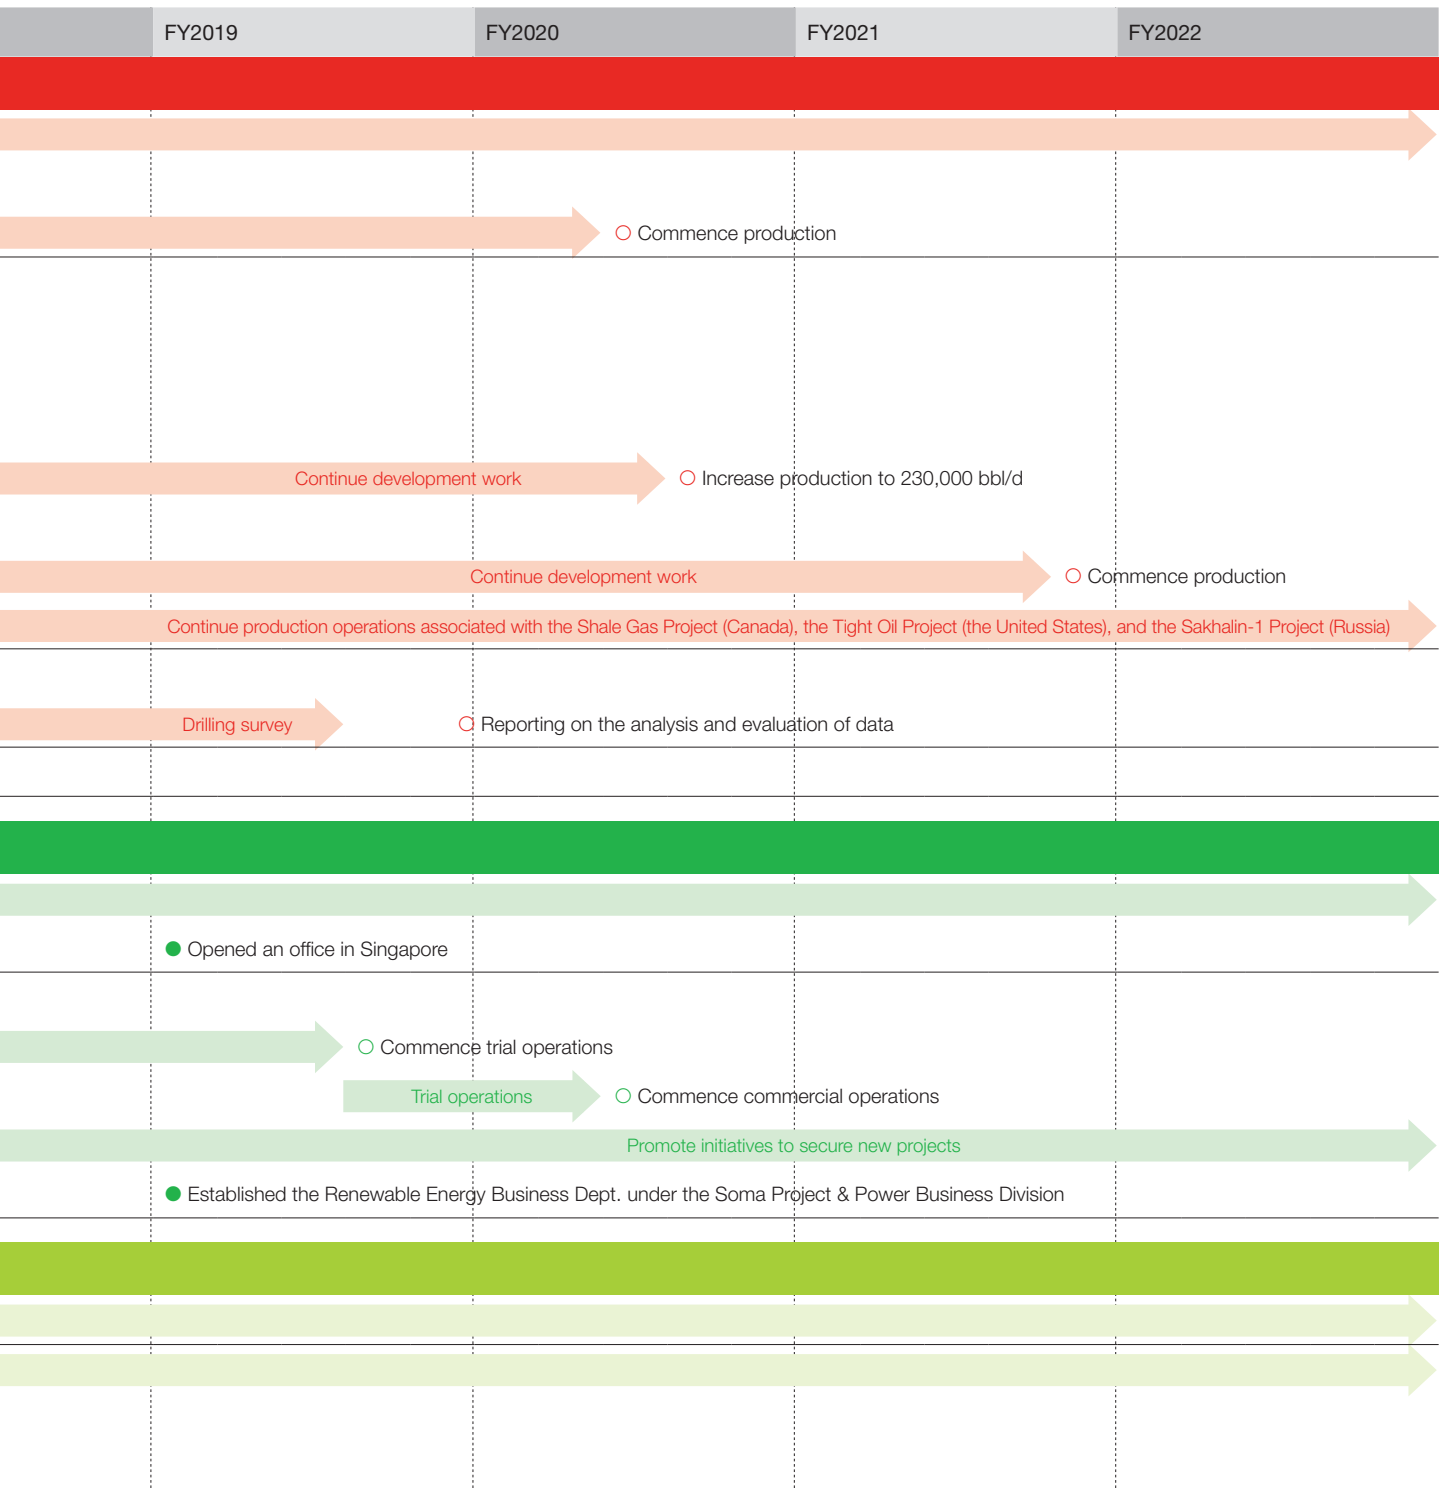 FY2019
FY2020
FY2021
FY2022
Commence production
Continue development work
Increase production to 230,000 bbl/d
Continue development work
Commence production
Continue production operations associated with the Shale Gas Project (Canada), the Tight Oil Project (the United States), and the Sakhalin-1 Project (Russia)
Drilling survey
Reporting on the analysis and evaluation of data
Opened an office in Singapore
Commence trial operations
Trial operations
Commence commercial operations
Promote initiatives to secure new projects
Established the Renewable Energy Business Dept. under the Soma Project & Power Business Division